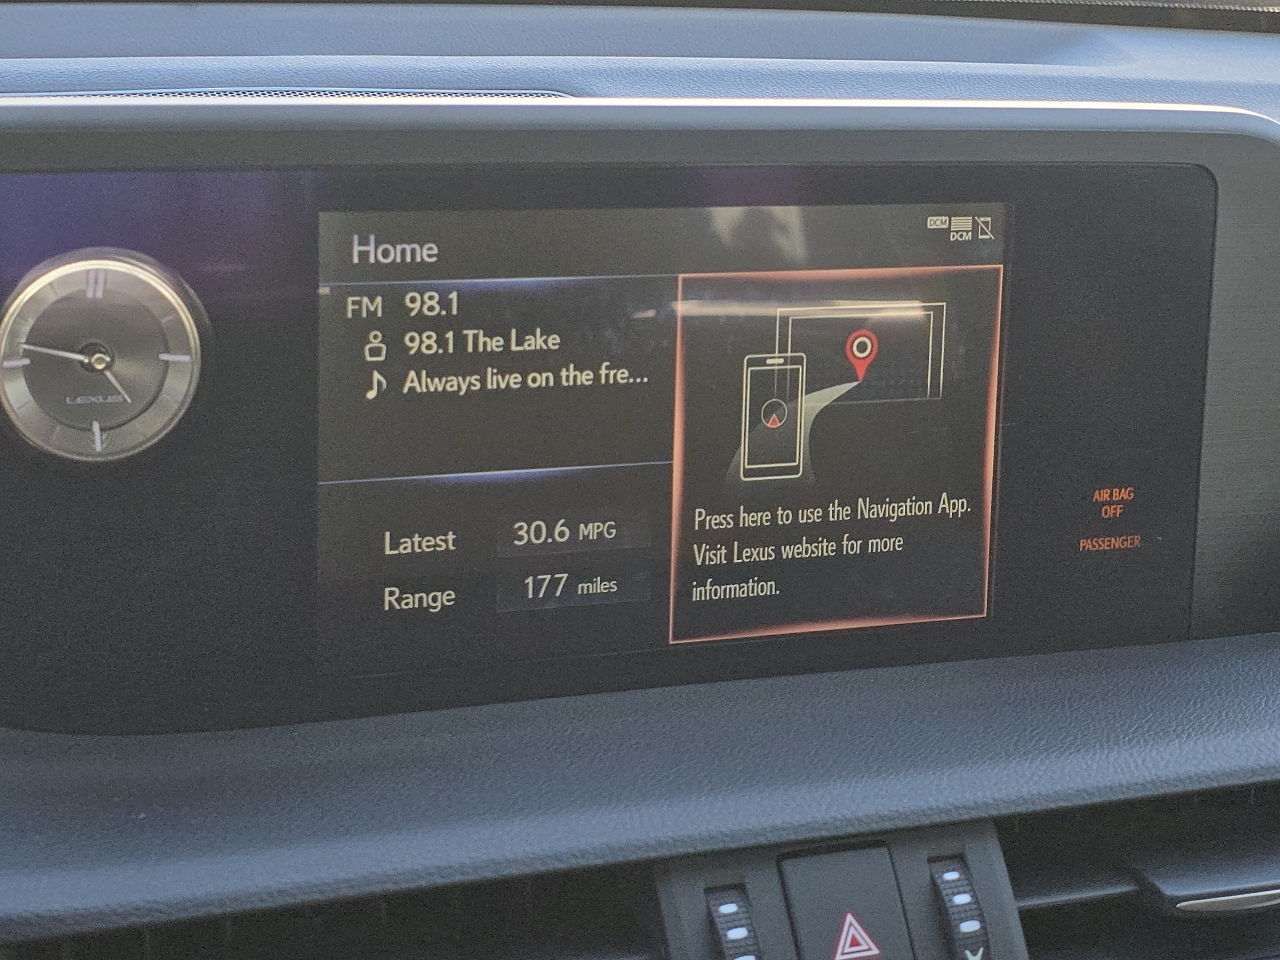 Home
DCM
DCM
FM 98.1
98.1 The Lake
Always live on the fre...
LEXUS
Latest 30.6 MPG
Range 177 miles
Press here to use the Navigation App.
Visit Lexus website for more
information.
AIR BAG
OFF
PASSENGER